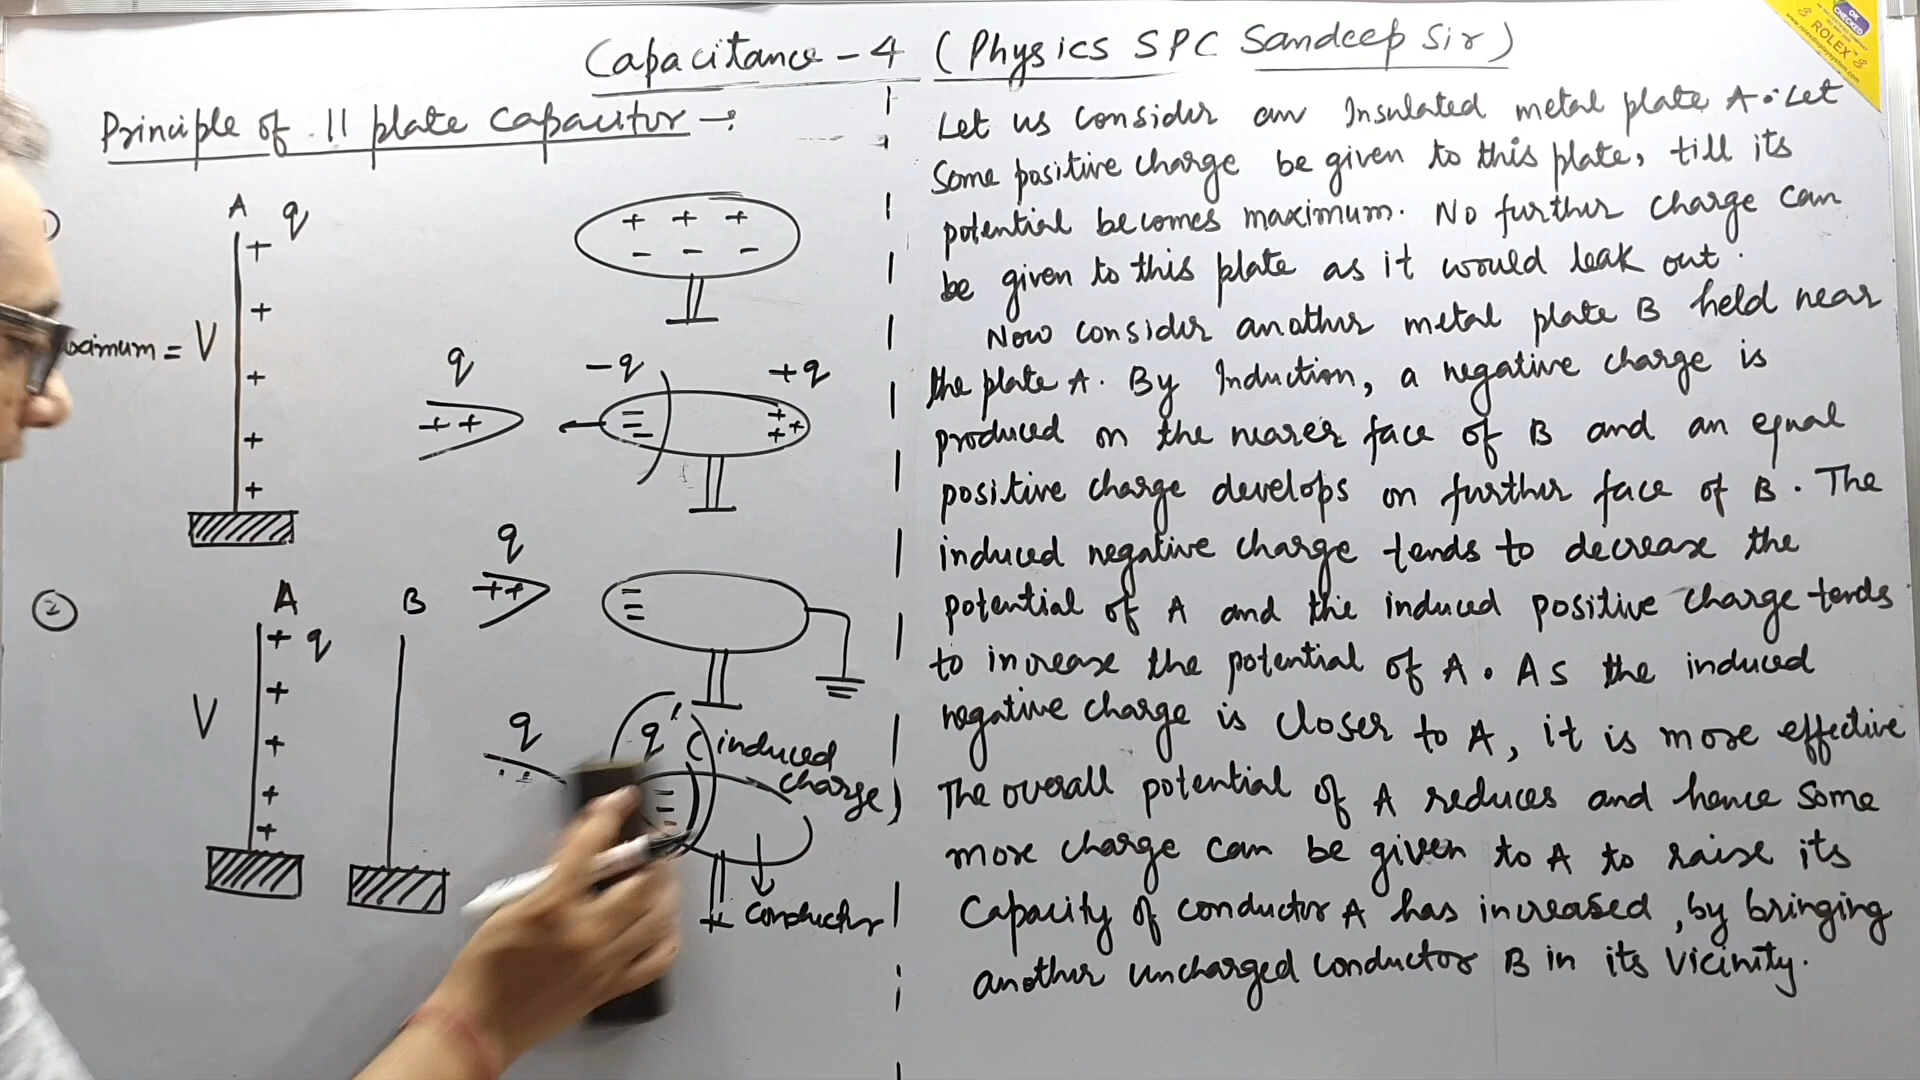 Capacitance - 4 (Physics SPC Sandeep Sir)
Principle of || plate capacitor →:
A q
+
+
= V
+
+
+
+ + +
- - -
q
+ +
-q
+q
q
++
②
A
B
+ q
+
V
+
+
+
q
q' (induced
charge)
conductor
Let us consider an Insulated metal plate A. Let
Some positive charge be given to this plate, till its
potential becomes maximum. No further charge can
be given to this plate as it would leak out.
Now consider another metal plate B held near
the plate A. By Induction, a negative charge is
produced on the nearer face of B and an equal
positive charge develops on further face of B. The
induced negative charge tends to decrease the
potential of A and the induced positive charge tends
to increase the potential of A. As the induced
negative charge is closer to A, it is more effective
The overall potential of A reduces and hence some
more charge can be given to A to raise its
Capacity of conductor A has increased, by bringing
another uncharged conductor B in its vicinity.
OK
CHECKED
ROLEX